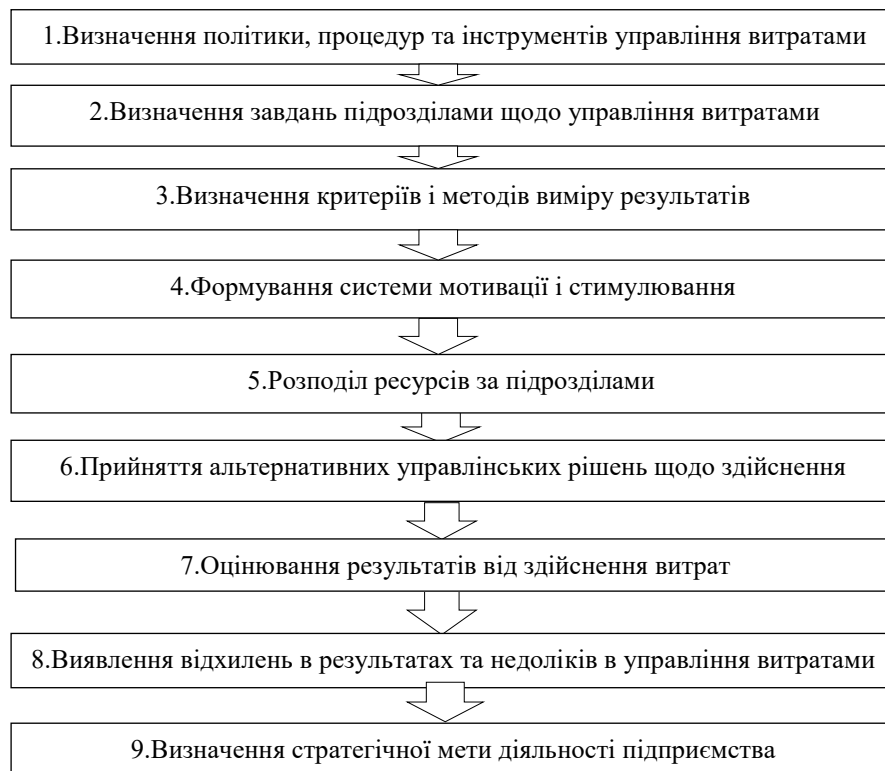 1.Визначення політики, процедур та інструментів управління витратами
2.Визначення завдань підрозділами щодо управління витратами
3.Визначення критеріїв і методів виміру результатів
4.Формування системи мотивації і стимулювання
5.Розподіл ресурсів за підрозділами
6.Прийняття альтернативних управлінських рішень щодо здійснення
7.Оцінювання результатів від здійснення витрат
8.Виявлення відхилень в результатах та недоліків в управління витратами
9.Визначення стратегічної мети діяльності підприємства